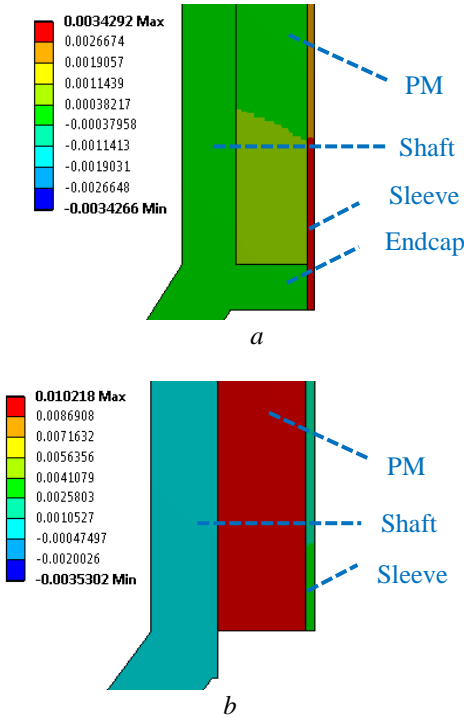 0.0034292 Max
0.0026674
0.0019057
0.0011439
0.00038217
-0.00037958
-0.0011413
-0.0019031
-0.0026648
-0.0034266 Min
PM
Shaft
Sleeve
Endcap
a
0.010218 Max
0.0086908
0.0071632
0.0056356
0.0041079
0.0025803
0.0010527
-0.00047497
-0.0020026
-0.0035302 Min
PM
Shaft
Sleeve
b